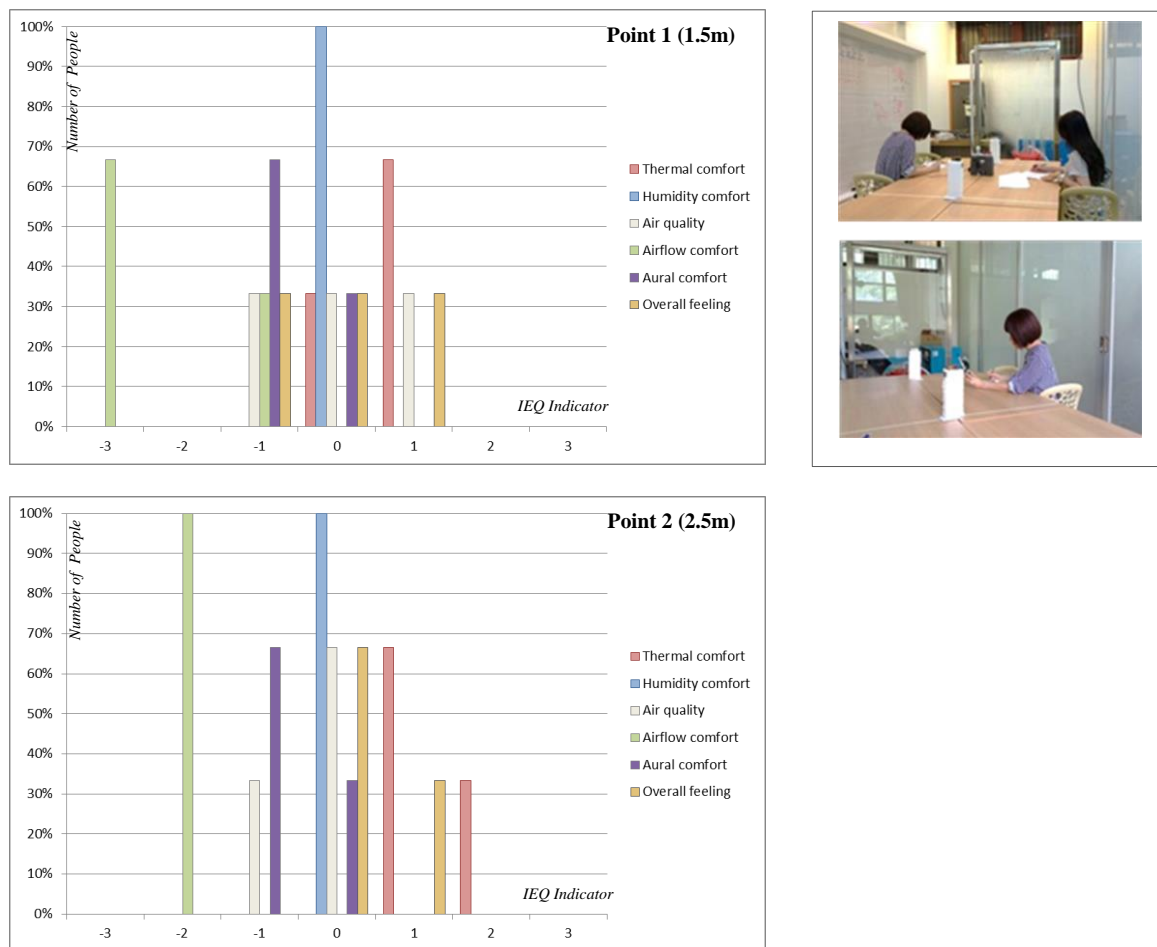 Point 1 (1.5m)
Number of People
100%
90%
80%
70%
60%
50%
40%
30%
20%
10%
0%
-3 -2 -1 0 1 2 3
IEQ Indicator
Thermal comfort
Humidity comfort
Air quality
Airflow comfort
Aural comfort
Overall feeling
Point 2 (2.5m)
Number of People
100%
90%
80%
70%
60%
50%
40%
30%
20%
10%
0%
-3 -2 -1 0 1 2 3
IEQ Indicator
Thermal comfort
Humidity comfort
Air quality
Airflow comfort
Aural comfort
Overall feeling